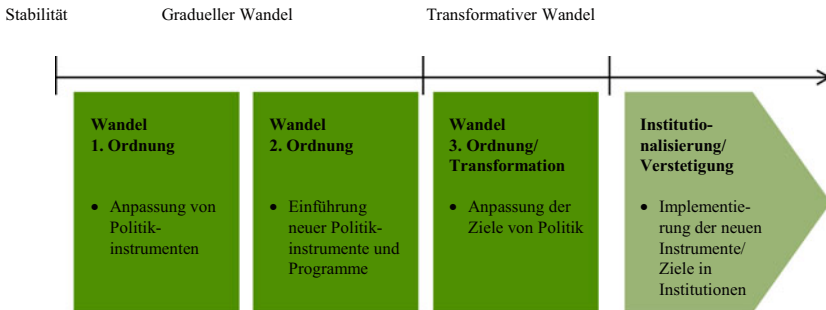 Stabilität Gradueller Wandel Transformativer Wandel
Wandel
1. Ordnung
• Anpassung von
Politik-
instrumenten
Wandel
2. Ordnung
• Einführung
neuer Politik-
instrumente und
Programme
Wandel
3. Ordnung/
Transformation
• Anpassung der
Ziele von Politik
Institutio-
nalisierung/
Verstetigung
• Implementie-
rung der neuen
Instrumente/
Ziele in
Institutionen